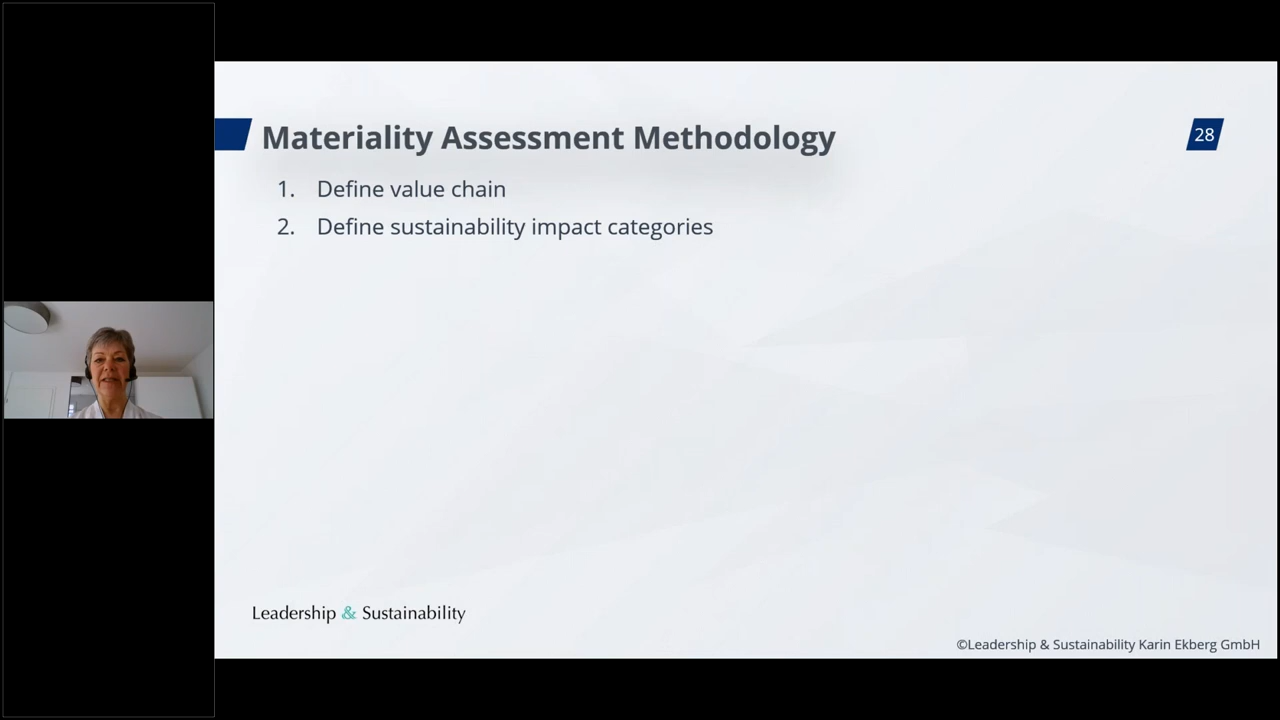 Materiality Assessment Methodology
28
1. Define value chain
2. Define sustainability impact categories
Leadership & Sustainability
©Leadership & Sustainability Karin Ekberg GmbH